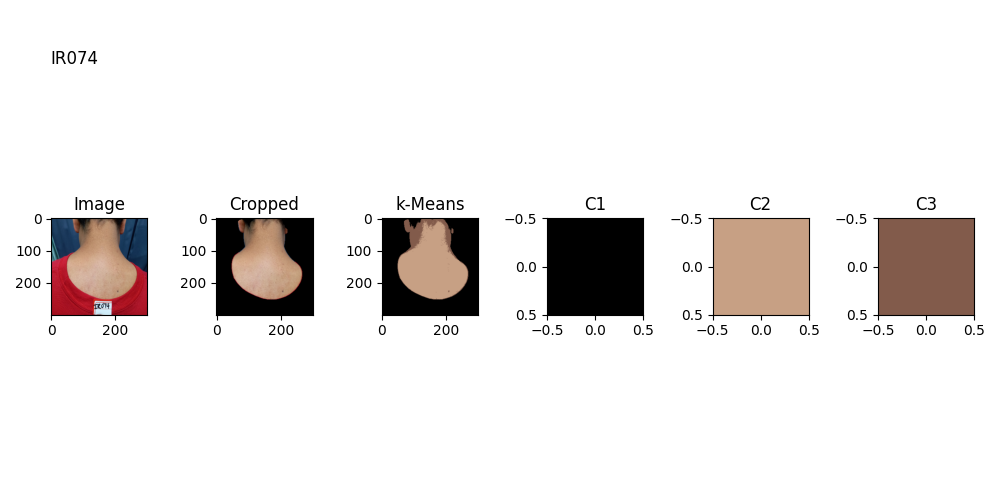 IR074
Image Cropped k-Means C1 C2 C3
0 0 0 −0.5 −0.5 −0.5
100 100 100 0.0 0.0 0.0
200 200 200 0.5 0.5 0.5
IR074
0 200 0 200 0 200 −0.5 0.0 0.5 −0.5 0.0 0.5 −0.5 0.0 0.5